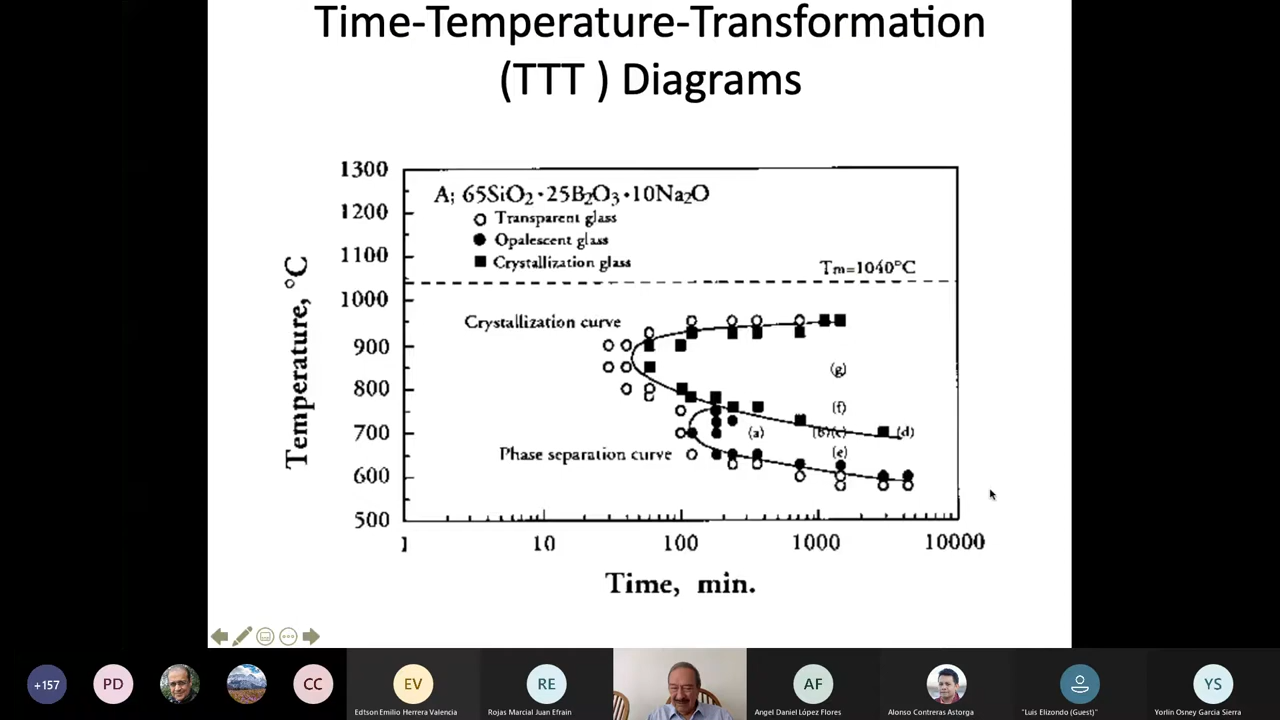 Time-Temperature-Transformation
(TTT ) Diagrams
1300
1200
1100
1000
900
800
700
600
500
Temperature, °C
A; 65SiO₂·25B₂O₃·10Na₂O
Transparent glass
Opalescent glass
Crystallization glass
Tm=1040°C
Crystallization curve
(g)
(f)
(a)
(b)(c)
(d)
(e)
Phase separation curve
1
10
100
1000
10000
Time, min.
+157
PD
CC
EV
RE
AF
YS
Edtson Emilio Herrera Valencia
Rojas Marcial Juan Efrain
Angel Daniel López Flores
Alonso Contreras Astorga
"Luis Elizondo (Guest)"
Yorlin Osney Garcia Sierra